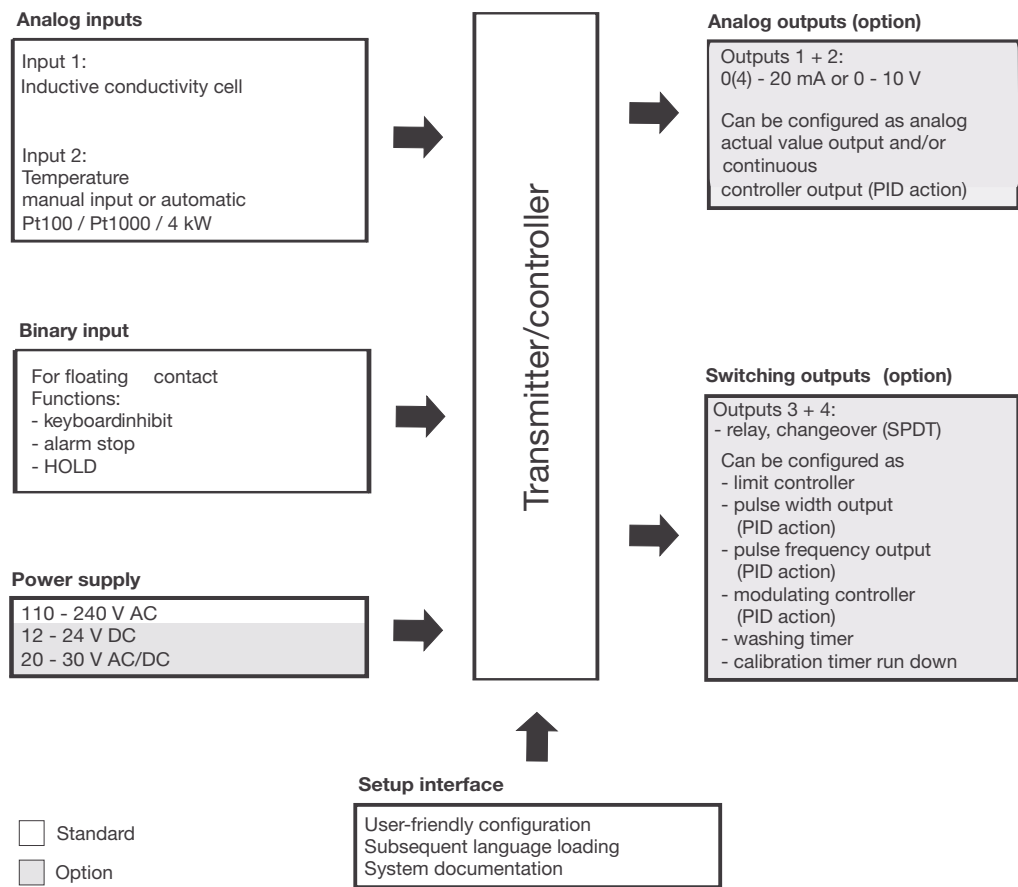 Analog inputs
Input 1:
Inductive conductivity cell
Input 2:
Temperature
manual input or automatic
Pt100 / Pt1000 / 4 kW
Binary input
For floating contact
Functions:
- keyboardinhibit
- alarm stop
- HOLD
Power supply
110 - 240 V AC
12 - 24 V DC
20 - 30 V AC/DC
Transmitter/controller
Analog outputs (option)
Outputs 1 + 2:
0(4) - 20 mA or 0 - 10 V
Can be configured as analog
actual value output and/or
continuous
controller output (PID action)
Switching outputs (option)
Outputs 3 + 4:
- relay, changeover (SPDT)
Can be configured as
- limit controller
- pulse width output
(PID action)
- pulse frequency output
(PID action)
- modulating controller
(PID action)
- washing timer
- calibration timer run down
Setup interface
User-friendly configuration
Subsequent language loading
System documentation
Standard
Option